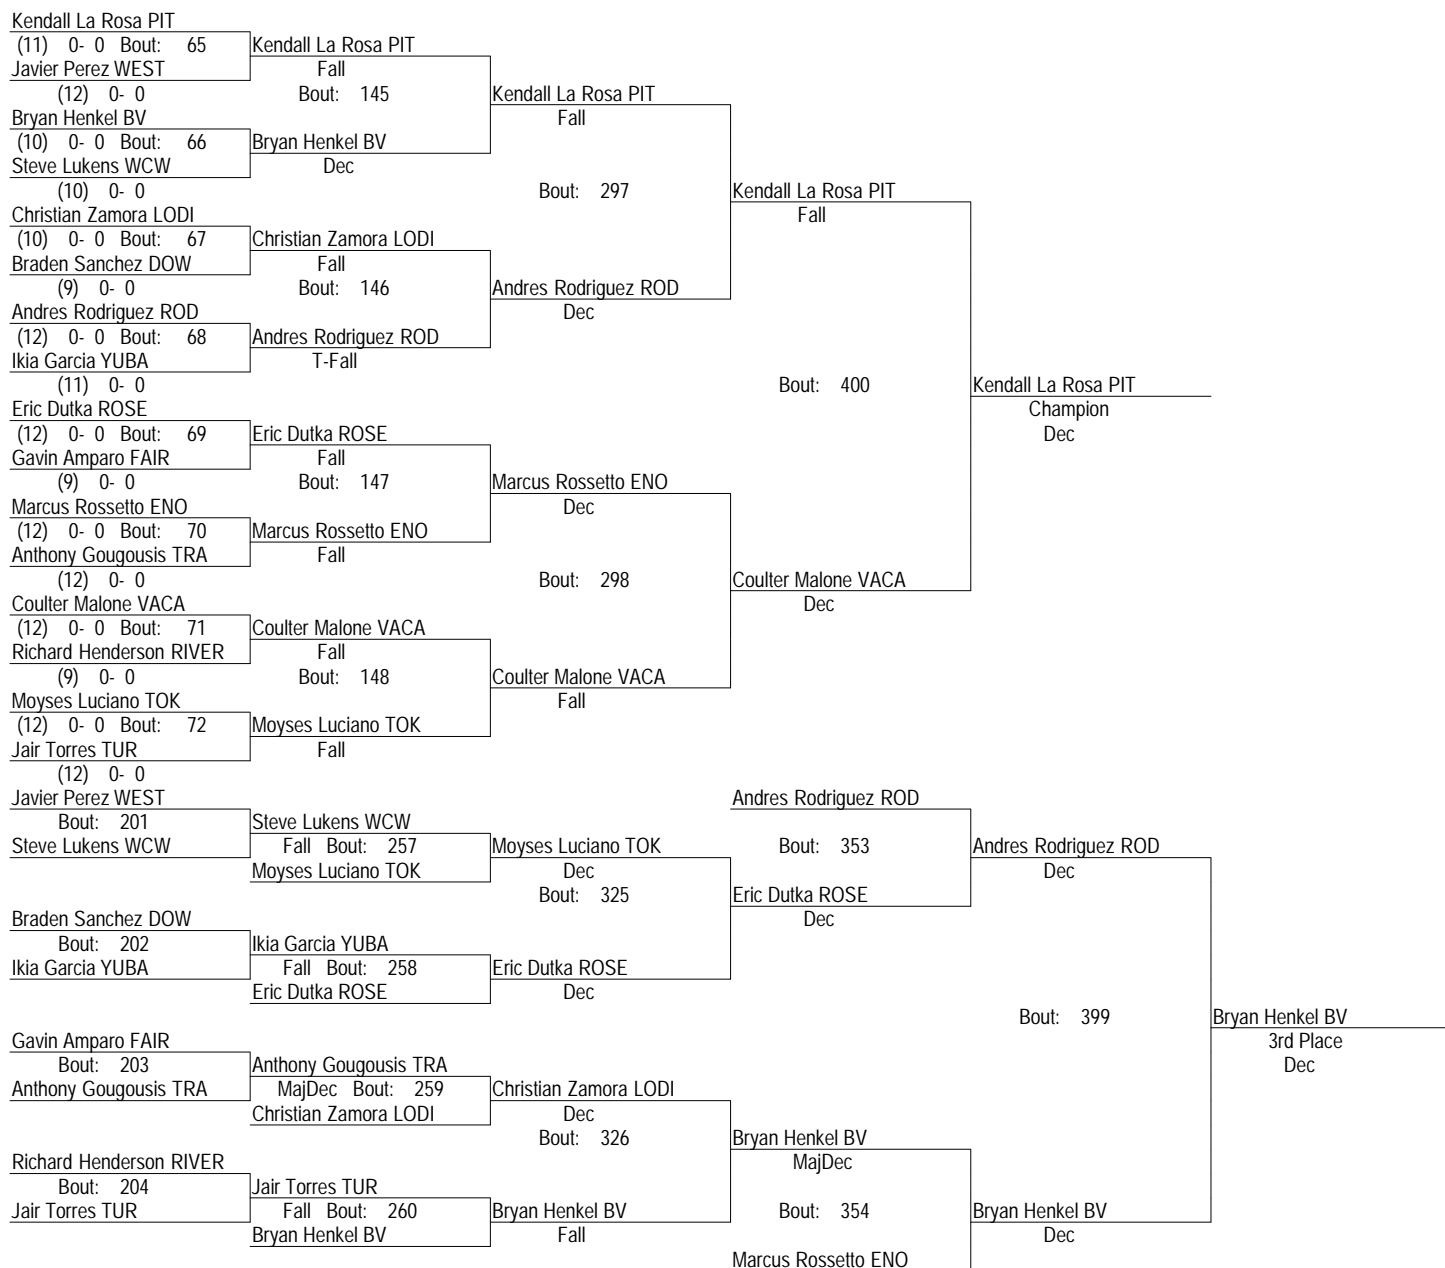 Kendall La Rosa PIT
(11) 0- 0 Bout: 65 Kendall La Rosa PIT
Javier Perez WEST Fall
(12) 0- 0 Bout: 145 Kendall La Rosa PIT
Bryan Henkel BV Fall
(10) 0- 0 Bout: 66 Bryan Henkel BV
Steve Lukens WCW Dec
(10) 0- 0 Bout: 297 Kendall La Rosa PIT
Christian Zamora LODI Fall
(10) 0- 0 Bout: 67 Christian Zamora LODI
Braden Sanchez DOW Fall
(9) 0- 0 Bout: 146 Andres Rodriguez ROD
Andres Rodriguez ROD Dec
(12) 0- 0 Bout: 68 Andres Rodriguez ROD
Ikia Garcia YUBA T-Fall
(11) 0- 0 Bout: 400 Kendall La Rosa PIT
Eric Dutka ROSE Champion
(12) 0- 0 Bout: 69 Eric Dutka ROSE Dec
Gavin Amparo FAIR Fall
(9) 0- 0 Bout: 147 Marcus Rossetto ENO
Marcus Rossetto ENO Dec
(12) 0- 0 Bout: 70 Marcus Rossetto ENO
Anthony Gougousis TRA Fall
(12) 0- 0 Bout: 298 Coulter Malone VACA
Coulter Malone VACA Dec
(12) 0- 0 Bout: 71 Coulter Malone VACA
Richard Henderson RIVER Fall
(9) 0- 0 Bout: 148 Coulter Malone VACA
Moyses Luciano TOK Fall
(12) 0- 0 Bout: 72 Moyses Luciano TOK
Jair Torres TUR Fall
(12) 0- 0
Javier Perez WEST Andres Rodriguez ROD
Bout: 201 Steve Lukens WCW
Steve Lukens WCW Fall Bout: 257 Moyses Luciano TOK Bout: 353 Andres Rodriguez ROD
Moyses Luciano TOK Dec Dec
Bout: 325 Eric Dutka ROSE
Braden Sanchez DOW Dec
Bout: 202 Ikia Garcia YUBA
Ikia Garcia YUBA Fall Bout: 258 Eric Dutka ROSE
Eric Dutka ROSE Dec
Bout: 399 Bryan Henkel BV
Gavin Amparo FAIR 3rd Place
Bout: 203 Anthony Gougousis TRA Dec
Anthony Gougousis TRA MajDec Bout: 259 Christian Zamora LODI
Christian Zamora LODI Dec
Bout: 326 Bryan Henkel BV
Richard Henderson RIVER MajDec
Bout: 204 Jair Torres TUR
Jair Torres TUR Fall Bout: 260 Bryan Henkel BV Bout: 354 Bryan Henkel BV
Bryan Henkel BV Fall Dec
Marcus Rossetto ENO